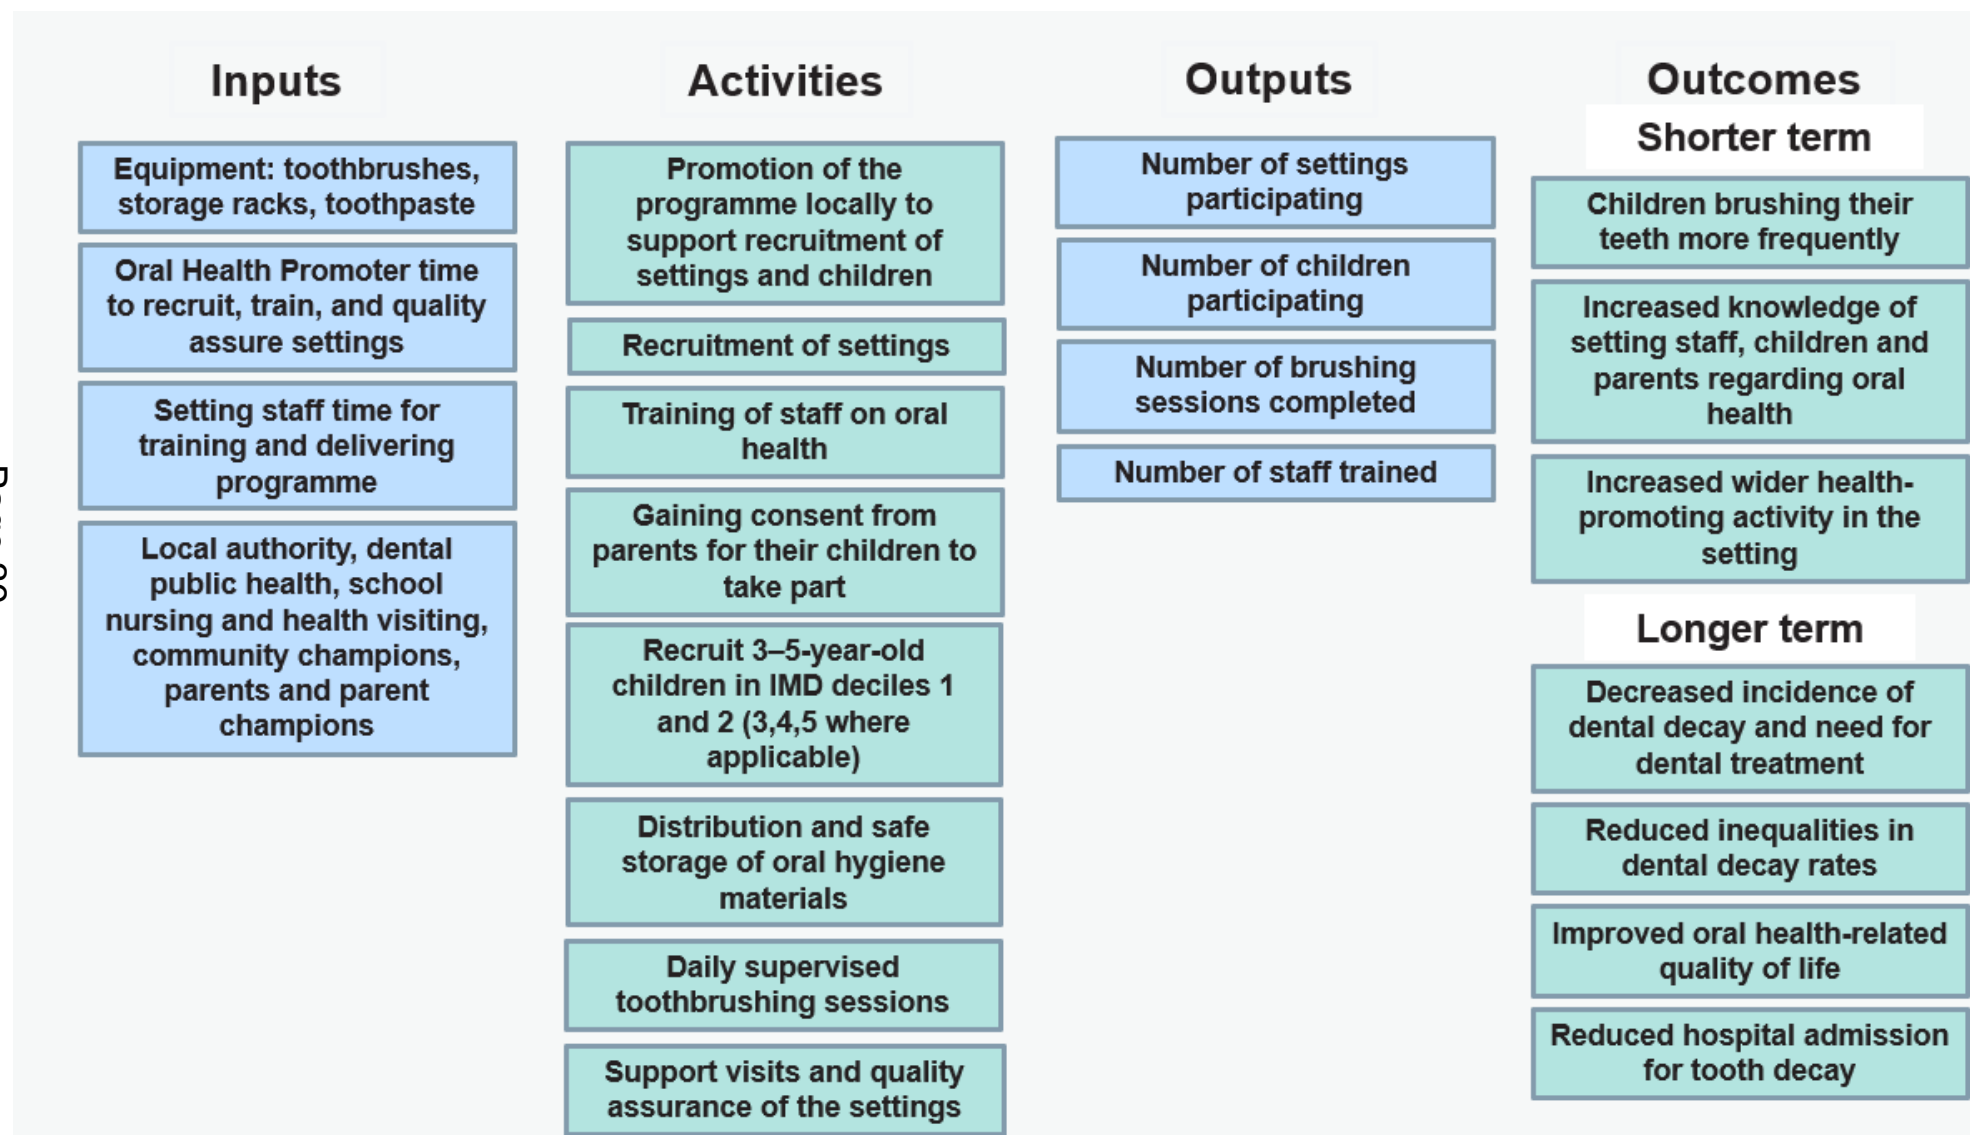 Inputs
Equipment: toothbrushes,
storage racks, toothpaste
Oral Health Promoter time
to recruit, train, and quality
assure settings
Setting staff time for
training and delivering
programme
Local authority, dental
public health, school
nursing and health visiting,
community champions,
parents and parent
champions
Activities
Promotion of the
programme locally to
support recruitment of
settings and children
Recruitment of settings
Training of staff on oral
health
Gaining consent from
parents for their children to
take part
Recruit 3–5-year-old
children in IMD deciles 1
and 2 (3,4,5 where
applicable)
Distribution and safe
storage of oral hygiene
materials
Daily supervised
toothbrushing sessions
Support visits and quality
assurance of the settings
Outputs
Number of settings
participating
Number of children
participating
Number of brushing
sessions completed
Number of staff trained
Outcomes
Shorter term
Children brushing their
teeth more frequently
Increased knowledge of
setting staff, children and
parents regarding oral
health
Increased wider health-
promoting activity in the
setting
Longer term
Decreased incidence of
dental decay and need for
dental treatment
Reduced inequalities in
dental decay rates
Improved oral health-related
quality of life
Reduced hospital admission
for tooth decay